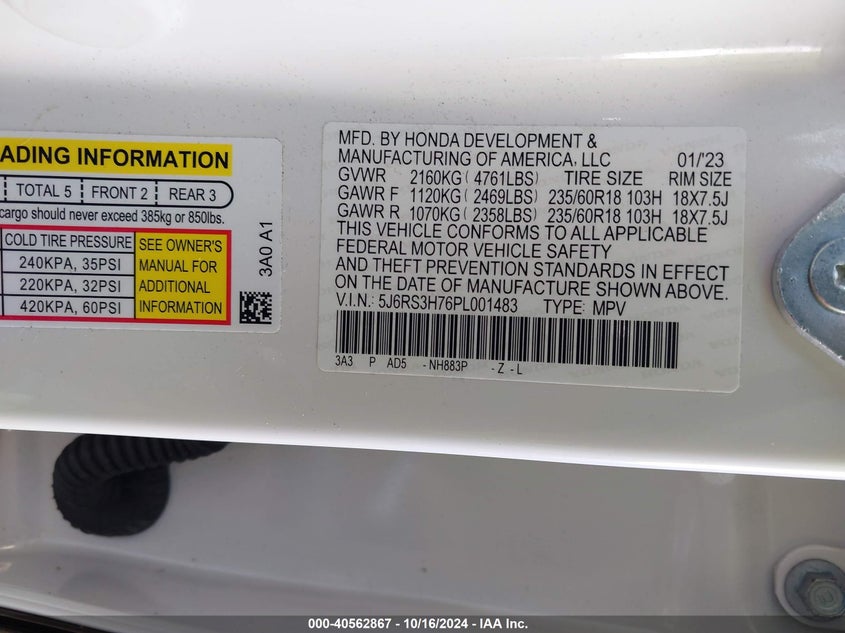 ADING INFORMATION
TOTAL 5 FRONT 2 REAR 3
cargo should never exceed 385kg or 850lbs.
COLD TIRE PRESSURE
240KPA, 35PSI
220KPA, 32PSI
420KPA, 60PSI
SEE OWNER'S
MANUAL FOR
ADDITIONAL
INFORMATION
3A0 A1
MFD. BY HONDA DEVELOPMENT &
MANUFACTURING OF AMERICA, LLC 01/'23
GVWR 2160KG( 4761LBS) TIRE SIZE RIM SIZE
GAWR F 1120KG( 2469LBS) 235/60R18 103H 18X7.5J
GAWR R 1070KG( 2358LBS) 235/60R18 103H 18X7.5J
THIS VEHICLE CONFORMS TO ALL APPLICABLE
FEDERAL MOTOR VEHICLE SAFETY
AND THEFT PREVENTION STANDARDS IN EFFECT
ON THE DATE OF MANUFACTURE SHOWN ABOVE.
V.I.N.: 5J6RS3H76PL001483 TYPE: MPV
3A3 P AD5 -NH883P -Z-L
000-40562867 - 10/16/2024 - IAA Inc.